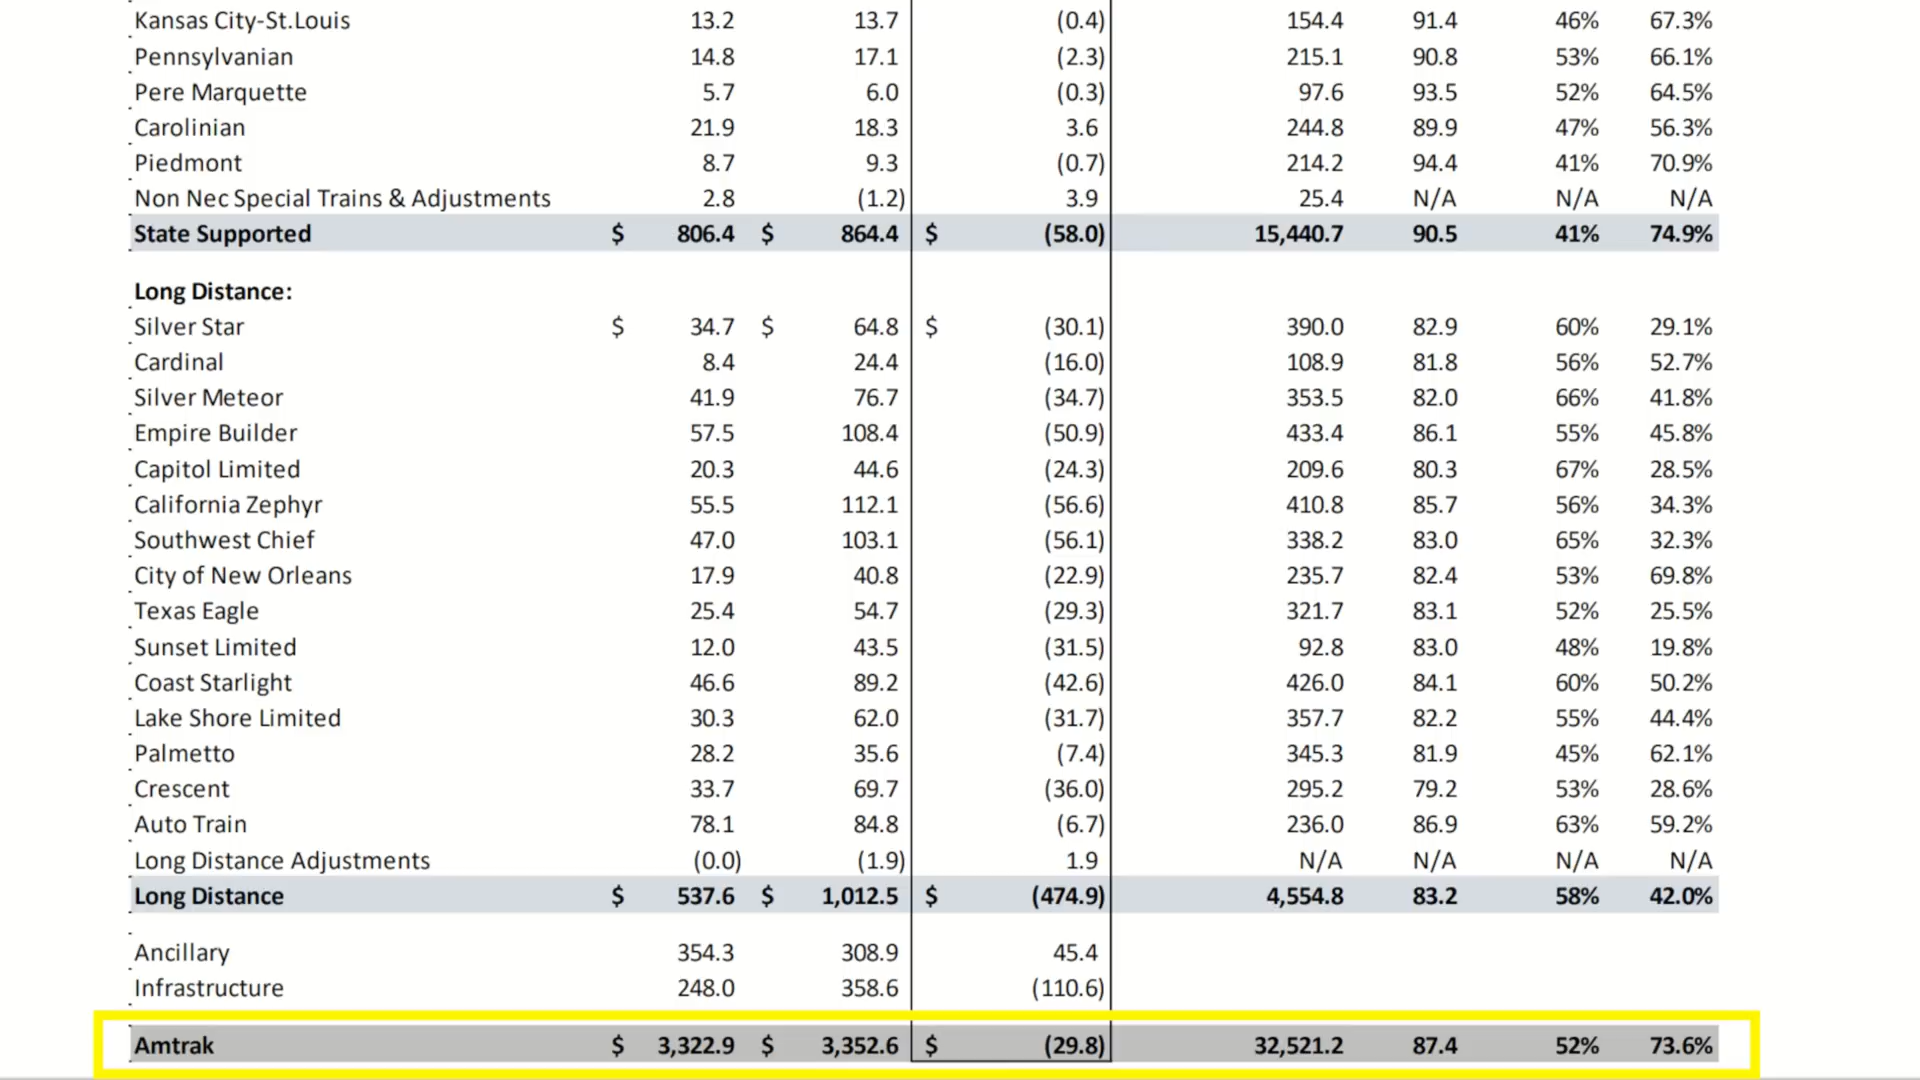 Kansas City-St.Louis 13.2 13.7 (0.4) 154.4 91.4 46% 67.3%
Pennsylvanian 14.8 17.1 (2.3) 215.1 90.8 53% 66.1%
Pere Marquette 5.7 6.0 (0.3) 97.6 93.5 52% 64.5%
Carolinian 21.9 18.3 3.6 244.8 89.9 47% 56.3%
Piedmont 8.7 9.3 (0.7) 214.2 94.4 41% 70.9%
Non Nec Special Trains & Adjustments 2.8 (1.2) 3.9 25.4 N/A N/A N/A
State Supported $ 806.4 $ 864.4 $ (58.0) 15,440.7 90.5 41% 74.9%
Long Distance:
Silver Star $ 34.7 $ 64.8 $ (30.1) 390.0 82.9 60% 29.1%
Cardinal 8.4 24.4 (16.0) 108.9 81.8 56% 52.7%
Silver Meteor 41.9 76.7 (34.7) 353.5 82.0 66% 41.8%
Empire Builder 57.5 108.4 (50.9) 433.4 86.1 55% 45.8%
Capitol Limited 20.3 44.6 (24.3) 209.6 80.3 67% 28.5%
California Zephyr 55.5 112.1 (56.6) 410.8 85.7 56% 34.3%
Southwest Chief 47.0 103.1 (56.1) 338.2 83.0 65% 32.3%
City of New Orleans 17.9 40.8 (22.9) 235.7 82.4 53% 69.8%
Texas Eagle 25.4 54.7 (29.3) 321.7 83.1 52% 25.5%
Sunset Limited 12.0 43.5 (31.5) 92.8 83.0 48% 19.8%
Coast Starlight 46.6 89.2 (42.6) 426.0 84.1 60% 50.2%
Lake Shore Limited 30.3 62.0 (31.7) 357.7 82.2 55% 44.4%
Palmetto 28.2 35.6 (7.4) 345.3 81.9 45% 62.1%
Crescent 33.7 69.7 (36.0) 295.2 79.2 53% 28.6%
Auto Train 78.1 84.8 (6.7) 236.0 86.9 63% 59.2%
Long Distance Adjustments (0.0) (1.9) 1.9 N/A N/A N/A N/A
Long Distance $ 537.6 $ 1,012.5 $ (474.9) 4,554.8 83.2 58% 42.0%
Ancillary 354.3 308.9 45.4
Infrastructure 248.0 358.6 (110.6)
Amtrak $ 3,322.9 $ 3,352.6 $ (29.8) 32,521.2 87.4 52% 73.6%